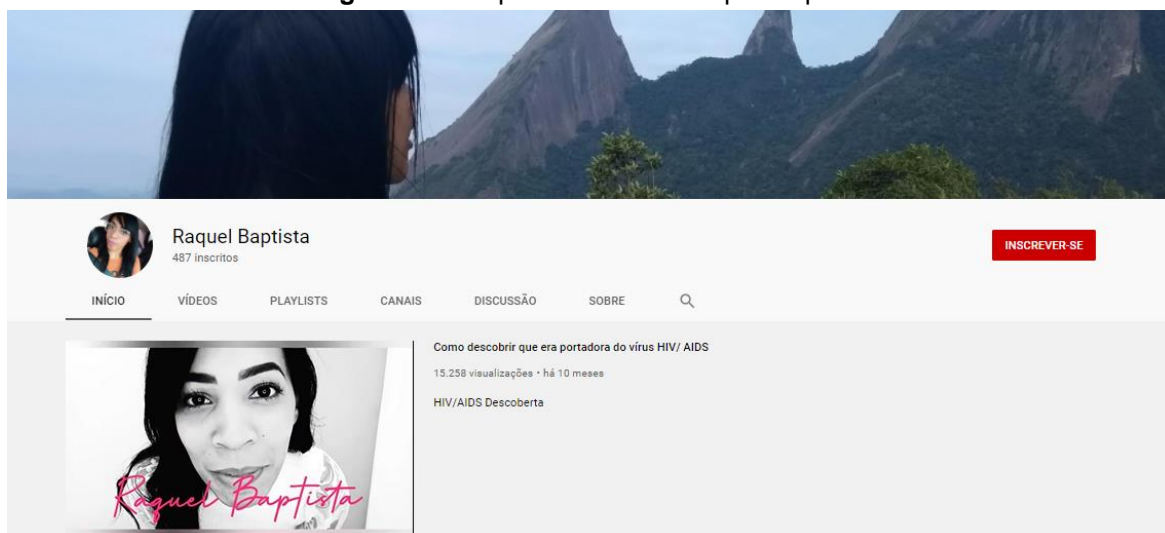 Raquel Baptista
487 inscritos
INSCREVER-SE
INÍCIO VÍDEOS PLAYLISTS CANAIS DISCUSSÃO SOBRE
Como descobrir que era portadora do vírus HIV/ AIDS
15.258 visualizações • há 10 meses
HIV/AIDS Descoberta
Raquel Baptista